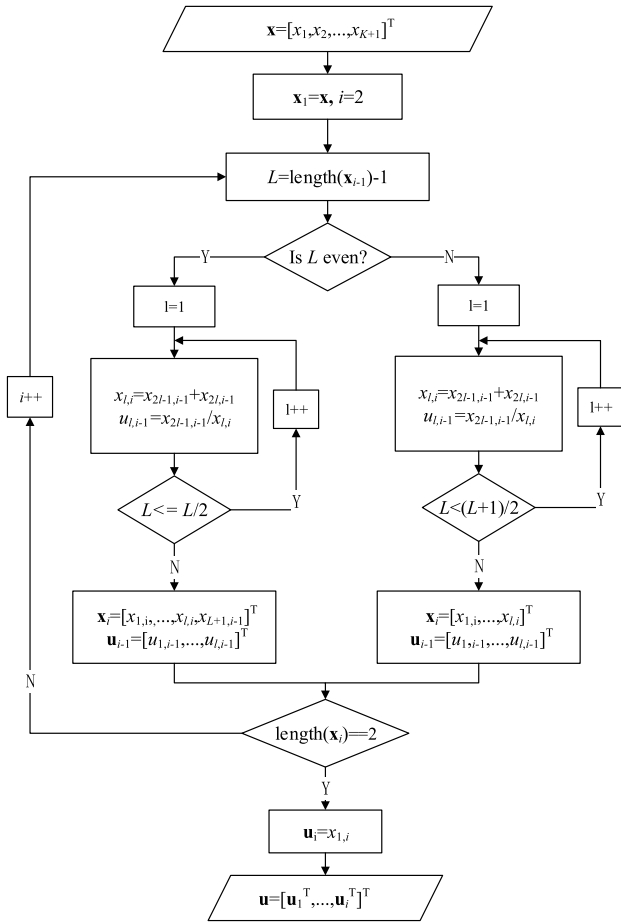 x=[x1,x2,...,xK+1]T
x1=x, i=2
L=length(xi-1)-1
Is L even?
Y
N
l=1
l=1
xl,i=x2l-1,i-1+x2l,i-1
ul,i-1=x2l-1,i-1/xl,i
l++
xl,i=x2l-1,i-1+x2l,i-1
ul,i-1=x2l-1,i-1/xl,i
l++
i++
L<= L/2
Y
L<(L+1)/2
Y
N
N
xi=[x1,i,,...,xl,i,xL+1,i-1]T
ui-1=[u1,i-1,...,ul,i-1]T
xi=[x1,i,...,xl,i]T
ui-1=[u1,i-1,...,ul,i-1]T
N
length(xi)==2
Y
ui=x1,i
u=[u1T,...,uiT]T